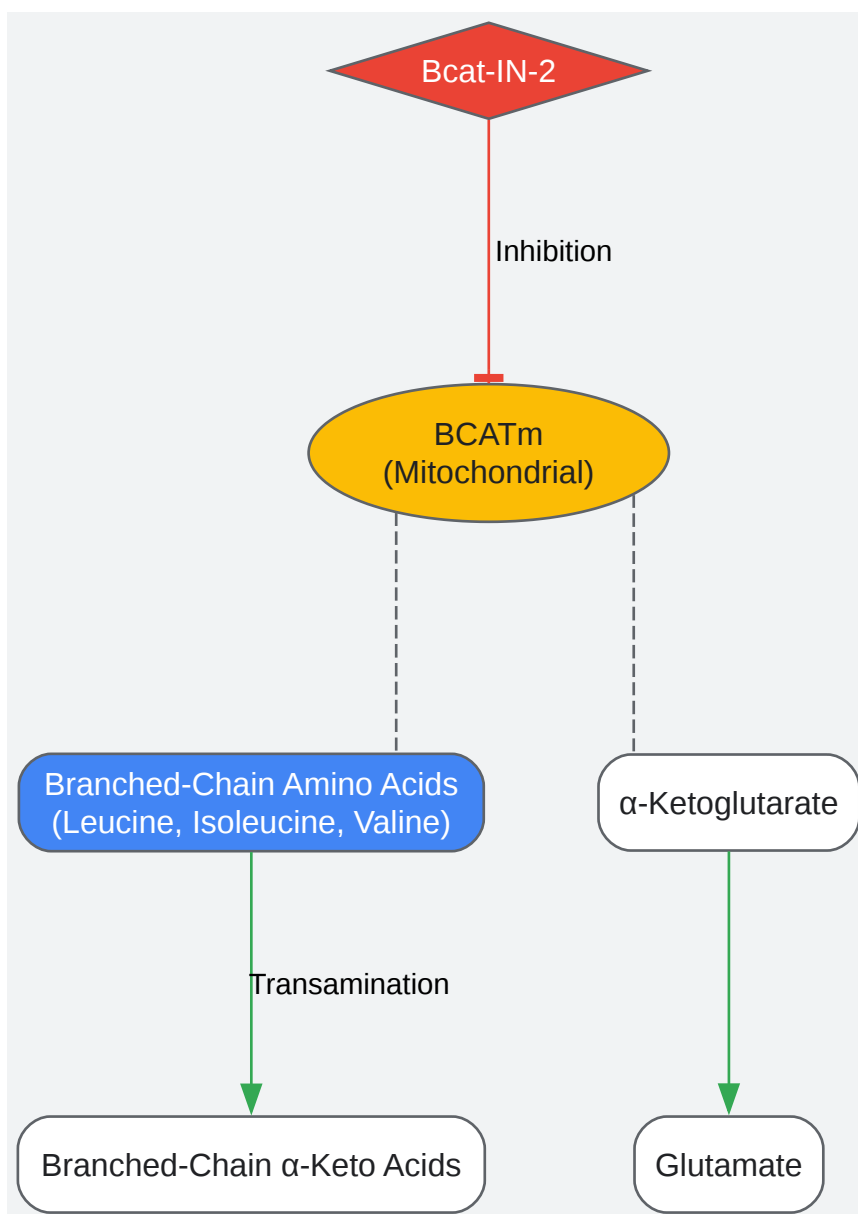 Bcat-IN-2
Inhibition
BCATm
(Mitochondrial)
Branched-Chain Amino Acids
(Leucine, Isoleucine, Valine)
α-Ketoglutarate
Transamination
Branched-Chain α-Keto Acids
Glutamate